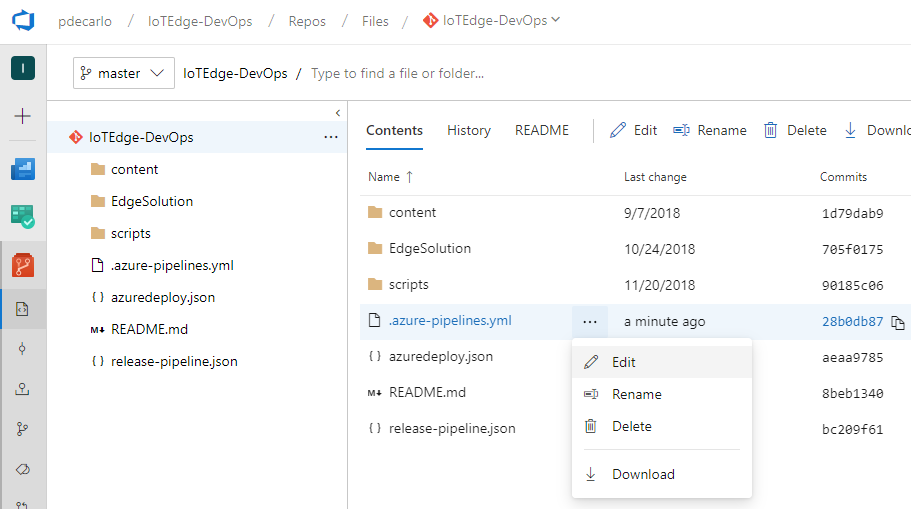 pdecarlo / IoTEdge-DevOps / Repos / Files / IoTEdge-DevOps
I
master IoTEdge-DevOps / Type to find a file or folder...
IoTEdge-DevOps ...
content
EdgeSolution
scripts
.azure-pipelines.yml
{ } azuredeploy.json
M↓ README.md
{ } release-pipeline.json
Contents History README Edit Rename Delete Downlo
Name ↑ Last change Commits
content 9/7/2018 1d79dab9
EdgeSolution 10/24/2018 705f0175
scripts 11/20/2018 90185c06
.azure-pipelines.yml ... a minute ago 28b0db87
{ } azuredeploy.json aeaa9785
M↓ README.md 8beb1340
{ } release-pipeline.json bc209f61
Edit
Rename
Delete
Download